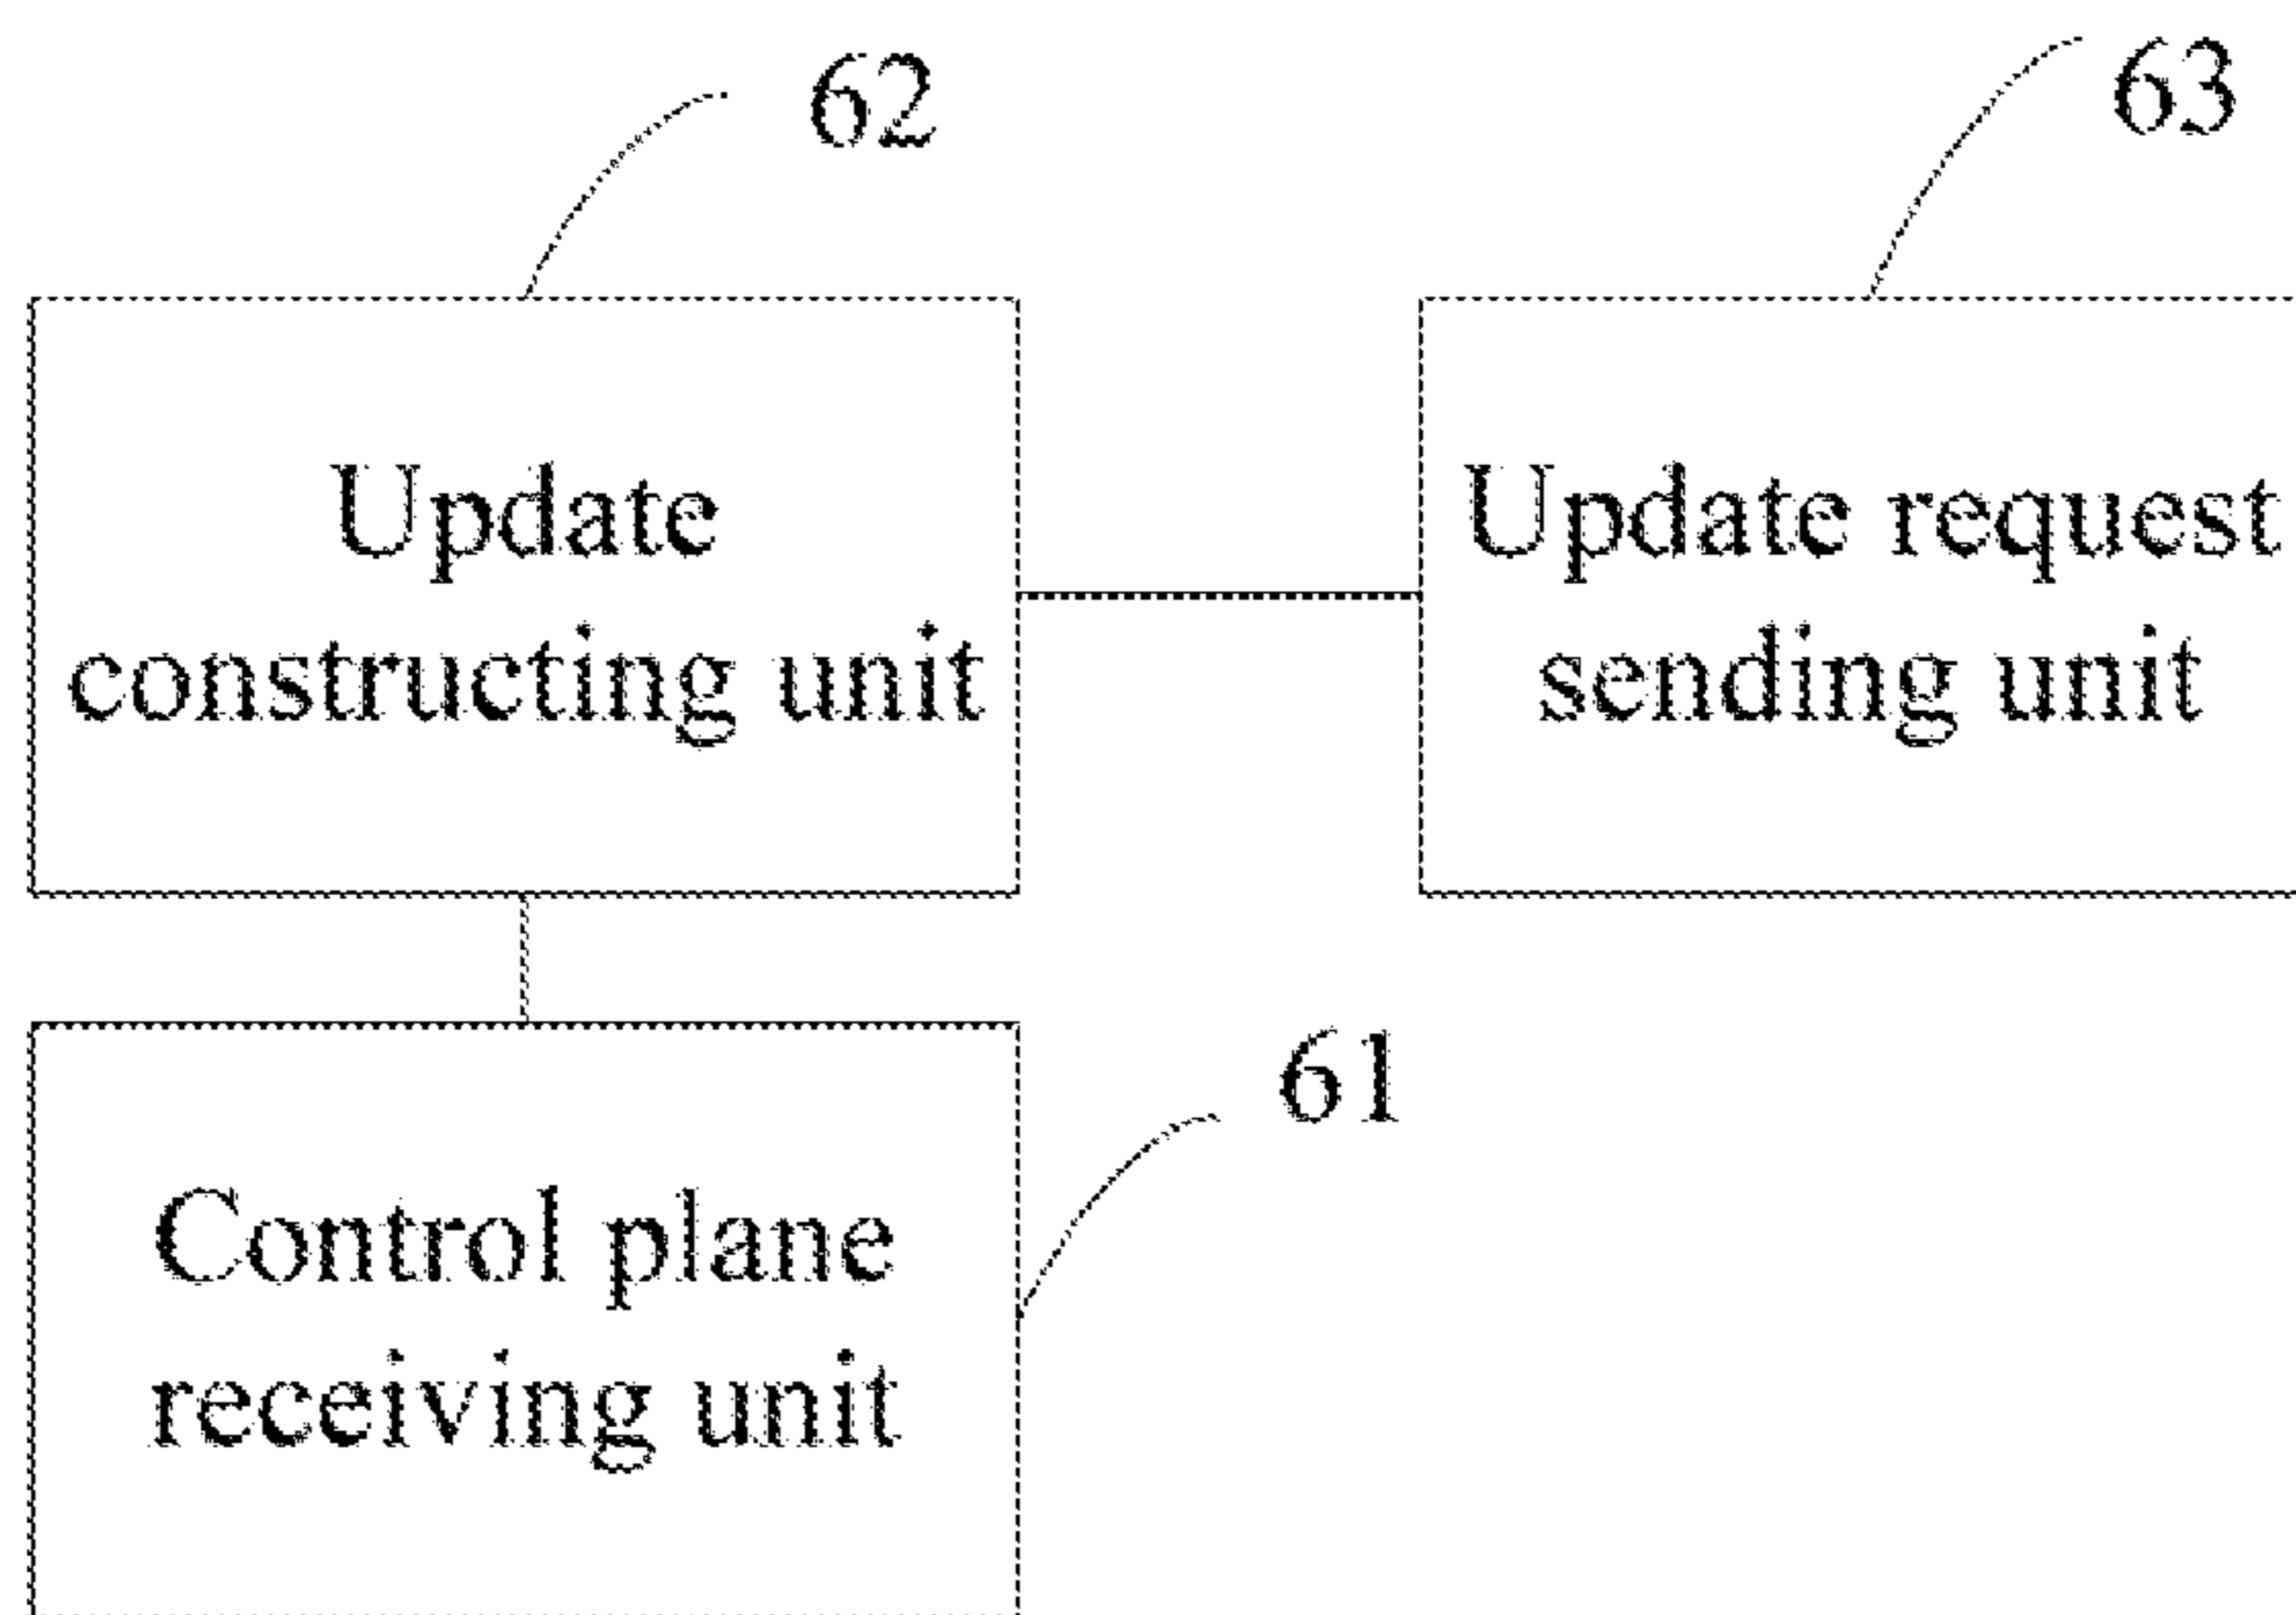 62
63
Update
constructing unit
Update request
sending unit
61
Control plane
receiving unit